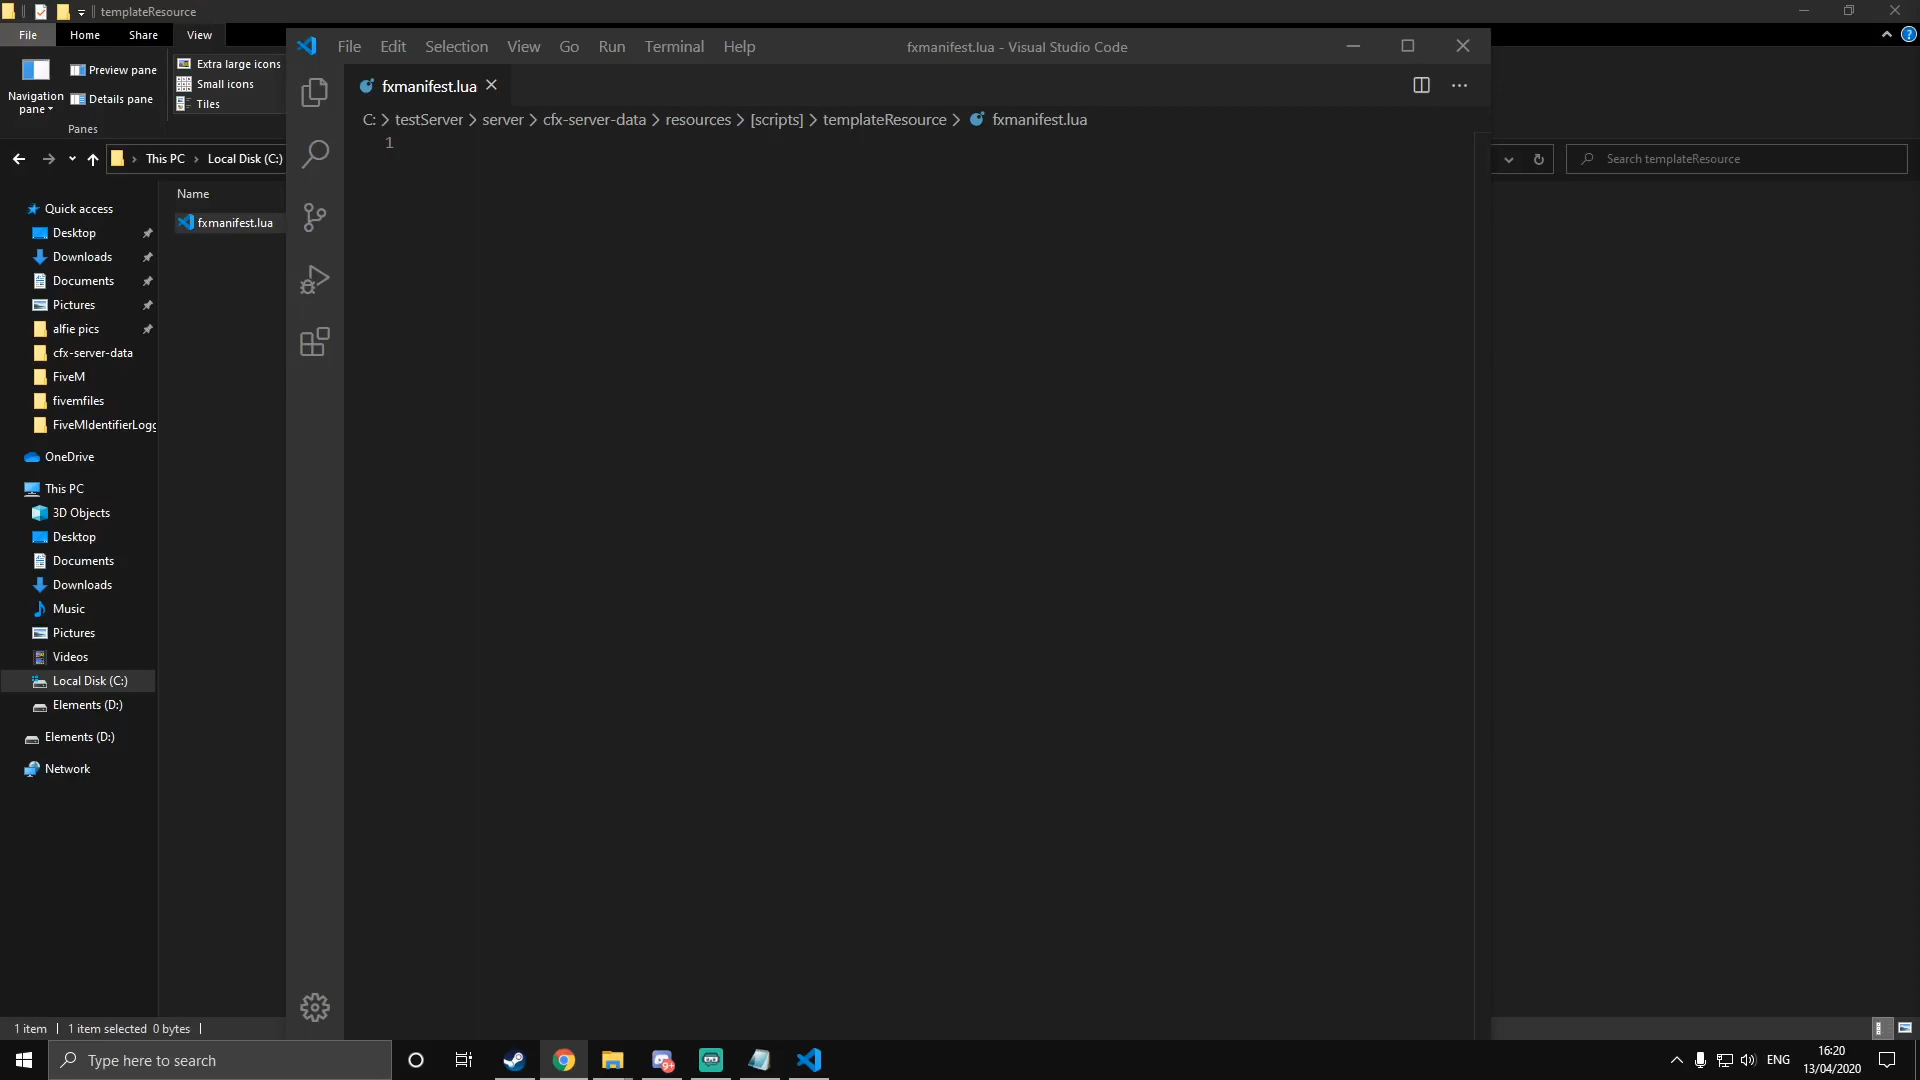 templateResource
File Home Share View
Navigation pane
Preview pane
Details pane
Panes
Extra large icons
Small icons
Tiles
This PC Local Disk (C:)
Search templateResource
Name
fxmanifest.lua
Quick access
Desktop
Downloads
Documents
Pictures
alfie pics
cfx-server-data
FiveM
fivemfiles
FiveMIdentifierLogg
OneDrive
This PC
3D Objects
Desktop
Documents
Downloads
Music
Pictures
Videos
Local Disk (C:)
Elements (D:)
Elements (D:)
Network
1 item 1 item selected 0 bytes
File Edit Selection View Go Run Terminal Help
fxmanifest.lua - Visual Studio Code
fxmanifest.lua
C: > testServer > server > cfx-server-data > resources > [scripts] > templateResource > fxmanifest.lua
1
Type here to search
9+
ENG
16:20
13/04/2020